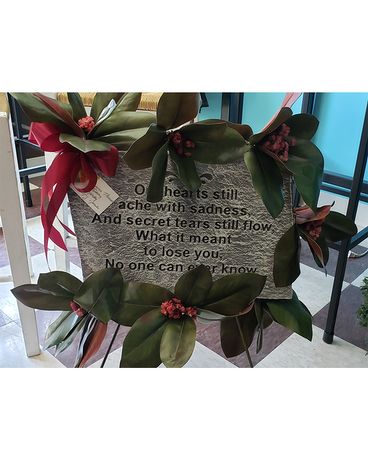 hearts still
ache with sadness,
And secret tears still flow.
What it meant
to lose you,
No one can ever know.